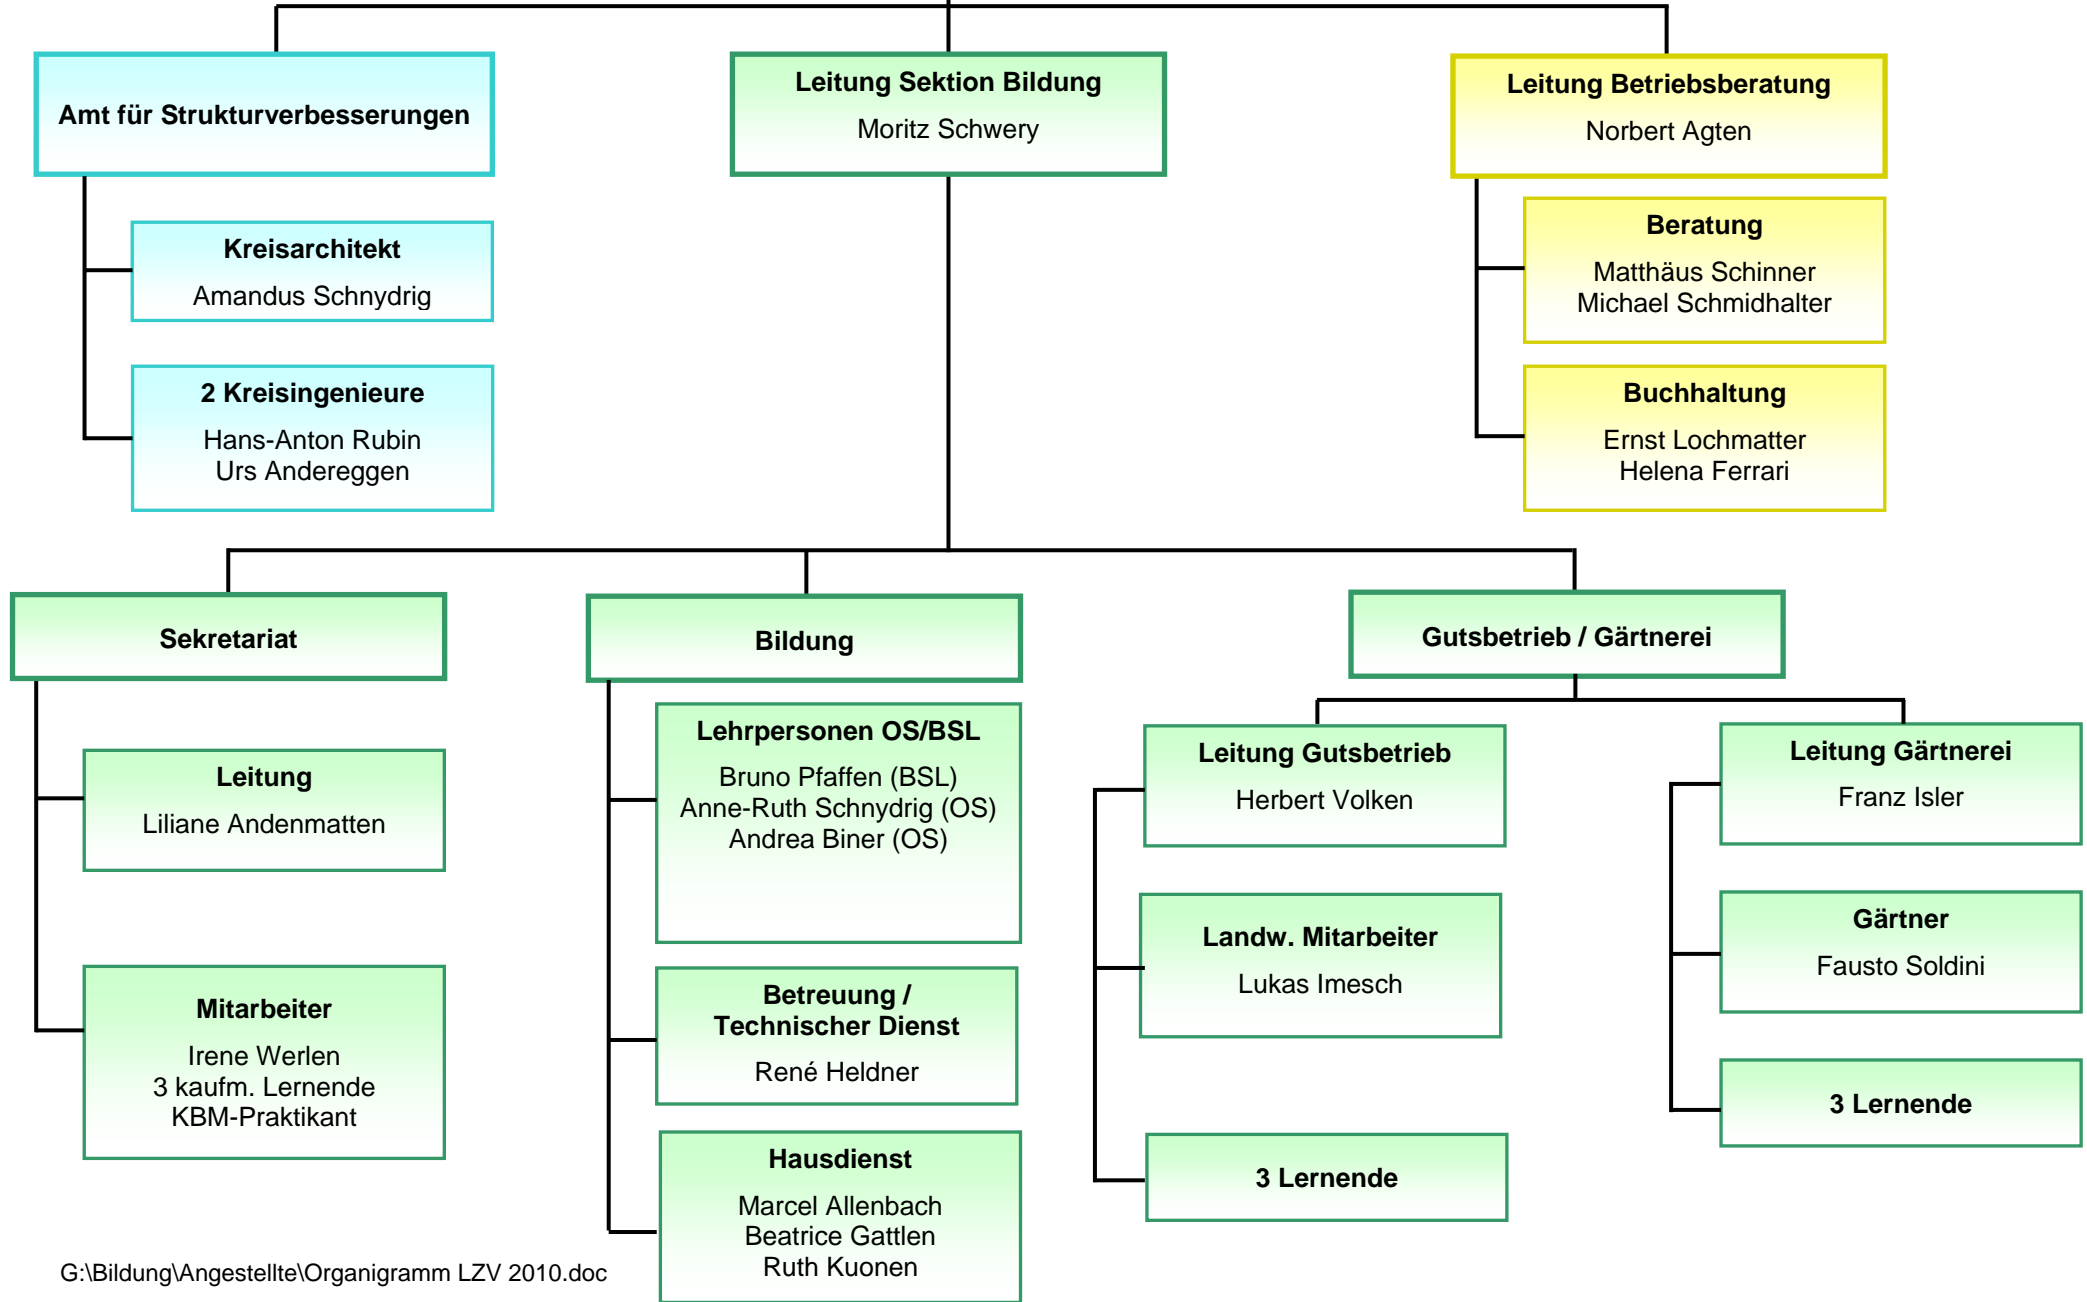 Amt für Strukturverbesserungen
Leitung Sektion Bildung
Moritz Schwery
Leitung Betriebsberatung
Norbert Agten
Kreisarchitekt
Amandus Schnydrig
2 Kreisingenieure
Hans-Anton Rubin
Urs Andereggen
Beratung
Matthäus Schinner
Michael Schmidhalter
Buchhaltung
Ernst Lochmatter
Helena Ferrari
Sekretariat
Leitung
Liliane Andenmatten
Mitarbeiter
Irene Werlen
3 kaufm. Lernende
KBM-Praktikant
Bildung
Lehrpersonen OS/BSL
Bruno Pfaffen (BSL)
Anne-Ruth Schnydrig (OS)
Andrea Biner (OS)
Betreuung /
Technischer Dienst
René Heldner
Hausdienst
Marcel Allenbach
Beatrice Gattlen
Ruth Kuonen
Gutsbetrieb / Gärtnerei
Leitung Gutsbetrieb
Herbert Volken
Landw. Mitarbeiter
Lukas Imesch
3 Lernende
Leitung Gärtnerei
Franz Isler
Gärtner
Fausto Soldini
3 Lernende
G:\Bildung\Angestellte\Organigramm LZV 2010.doc